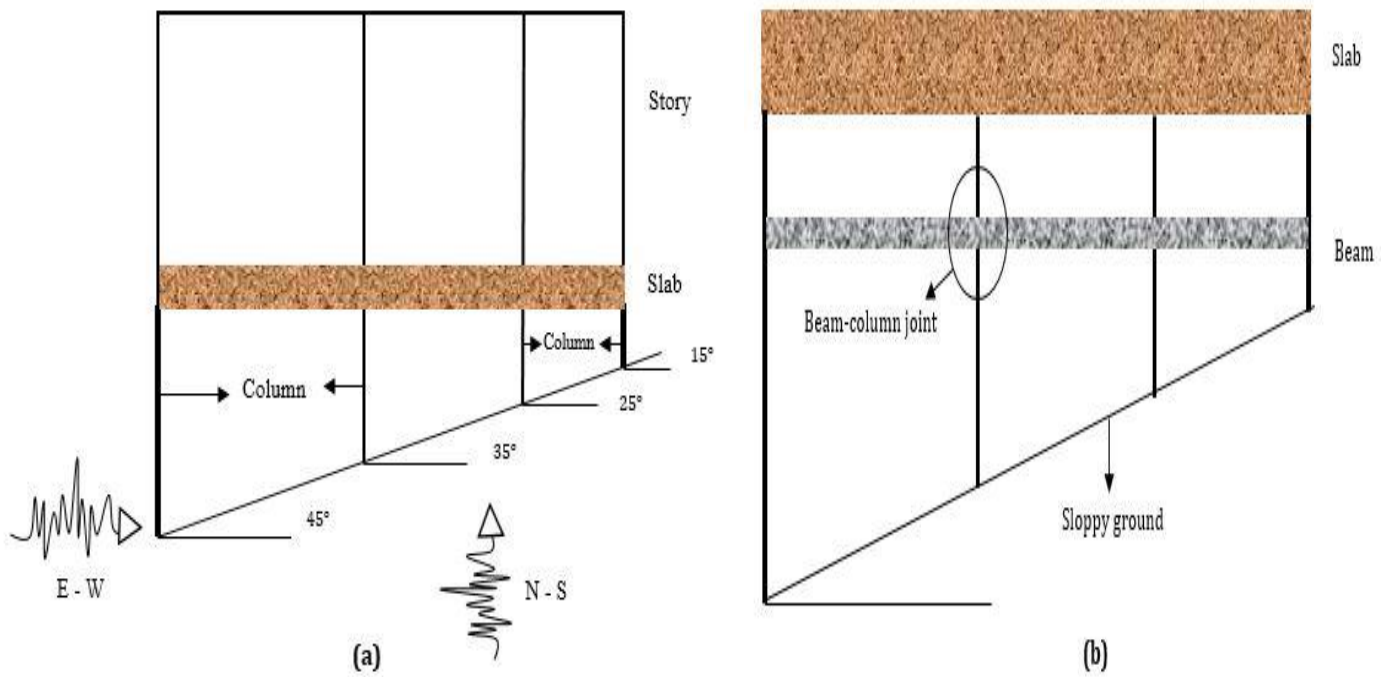 Story
Slab
Column
Column
15°
25°
35°
45°
E - W
N - S
(a)
Slab
Beam
Beam-column joint
Sloppy ground
(b)